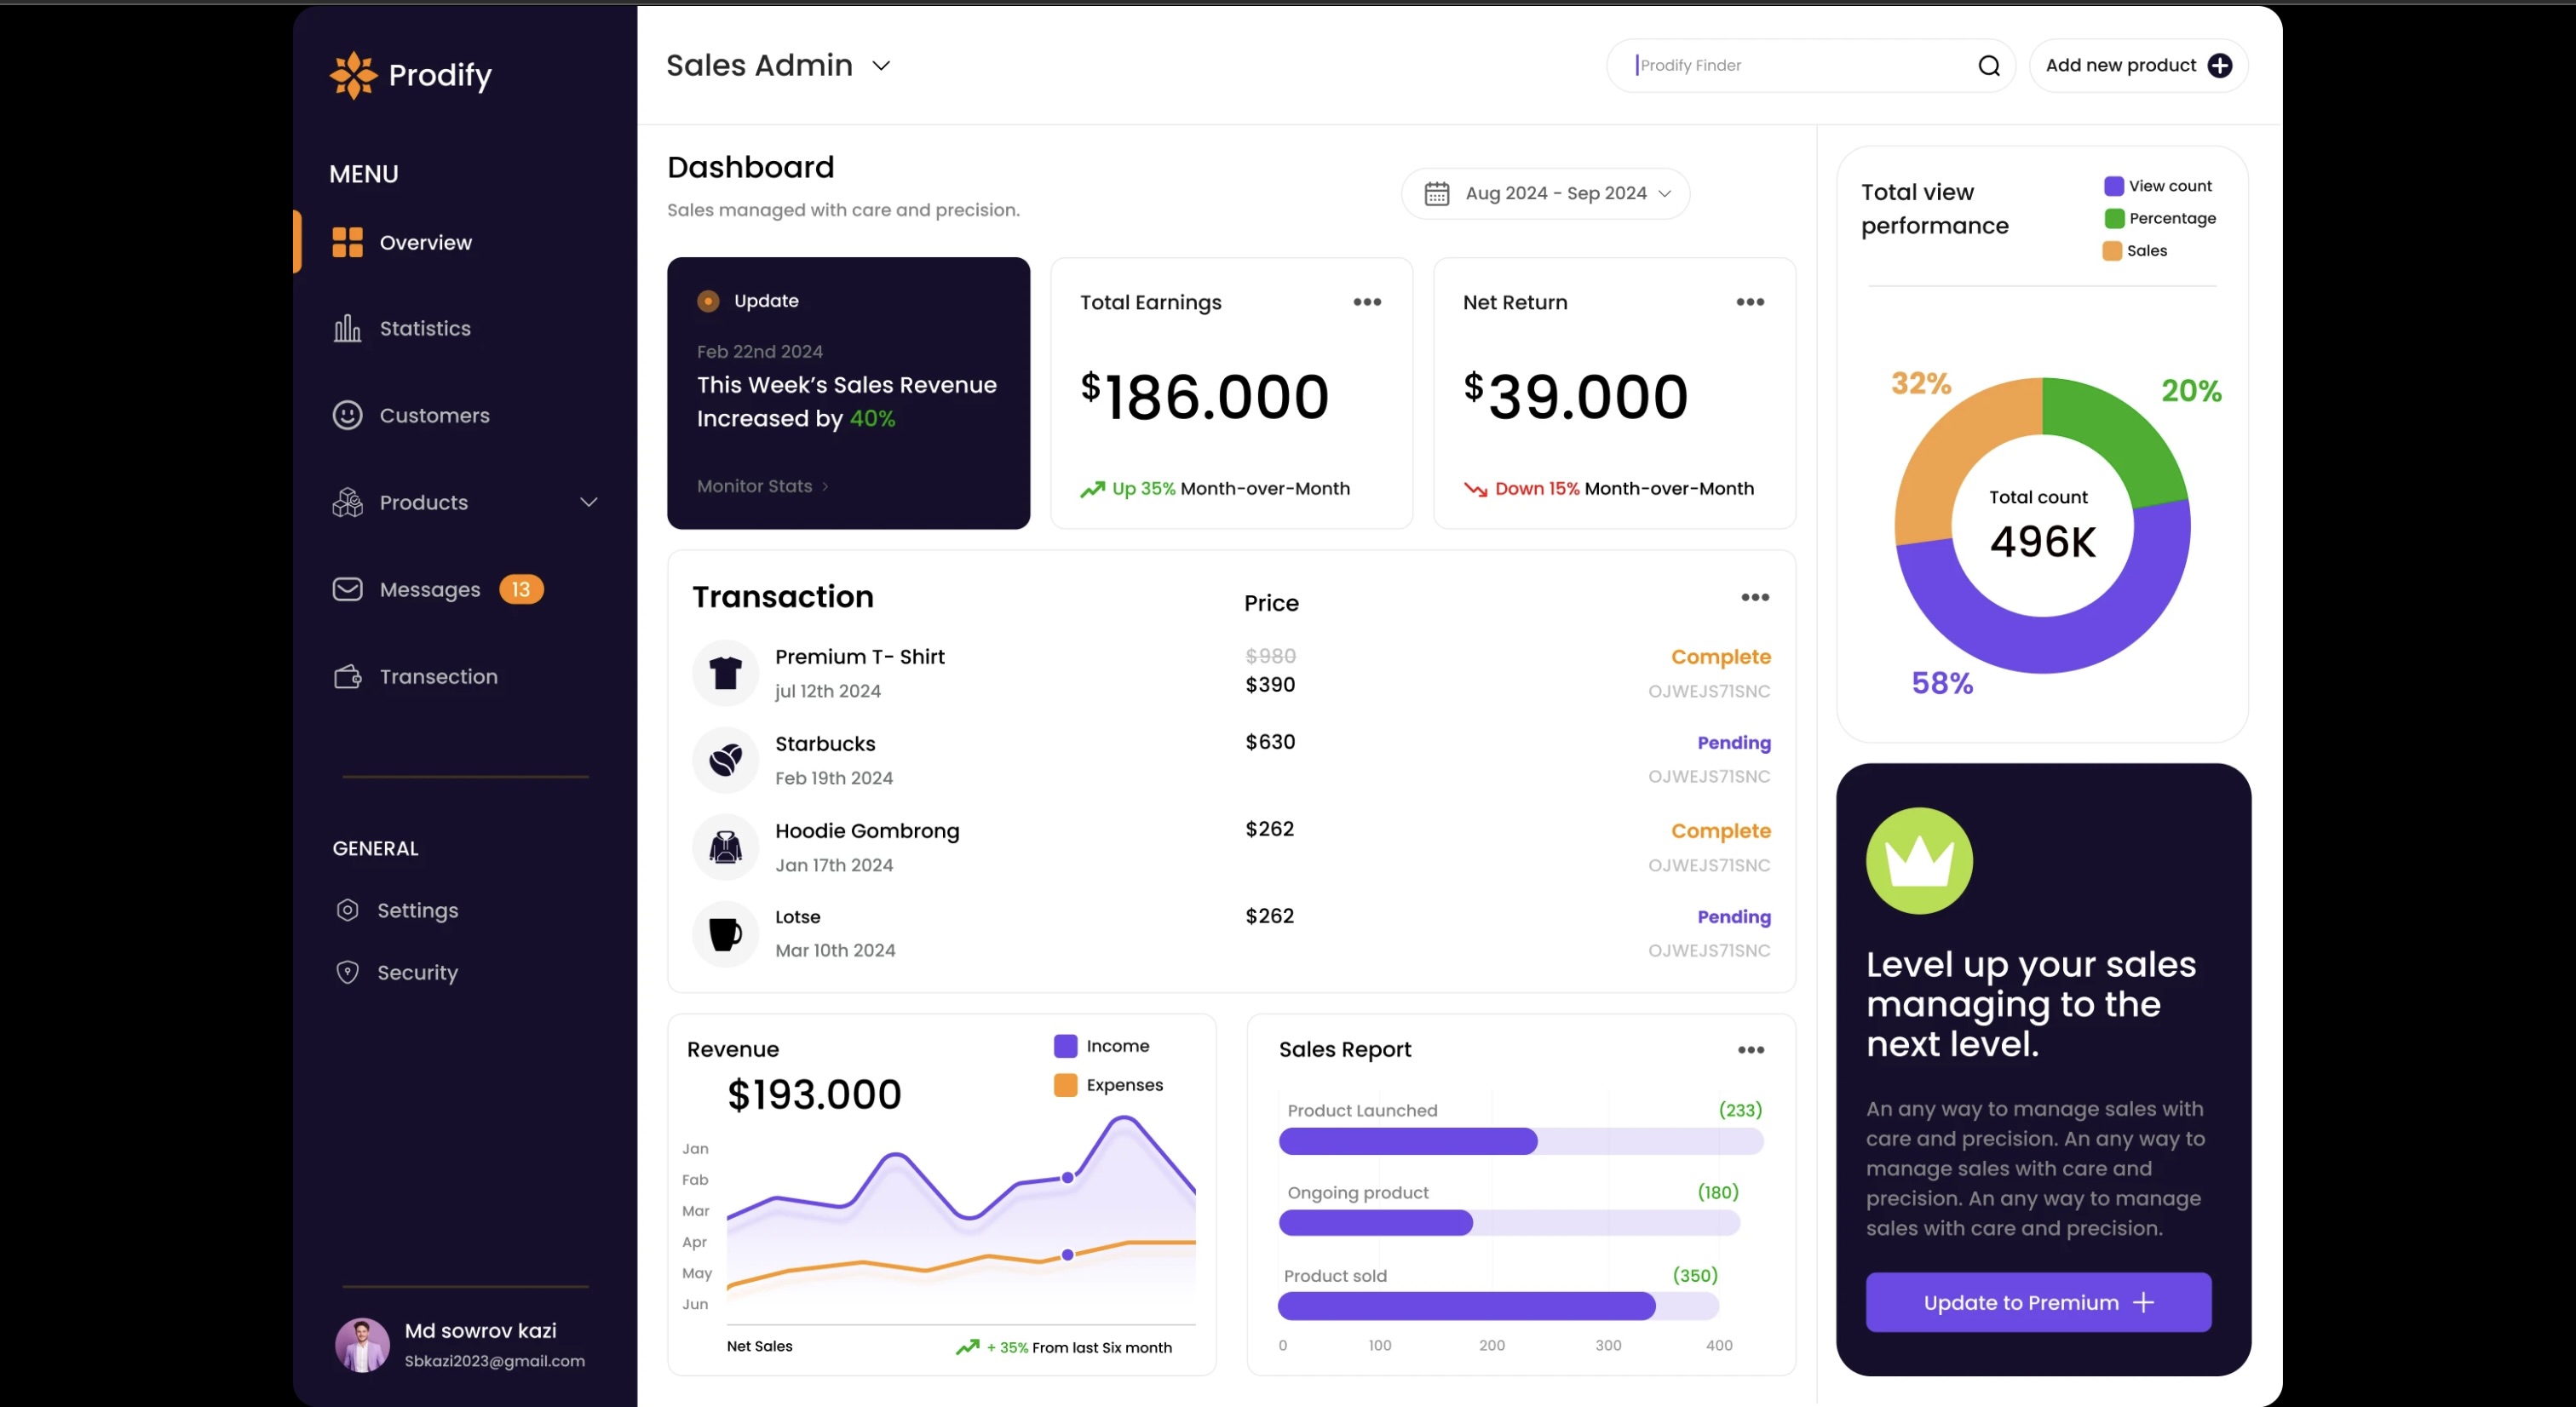 Prodify
MENU
Overview
Statistics
Customers
Products
Messages 13
Transection
GENERAL
Settings
Security
Md sowrov kazi
Sbkazi2023@gmail.com
Sales Admin
Prodify Finder
Add new product
Dashboard
Sales managed with care and precision.
Aug 2024 - Sep 2024
Update
Feb 22nd 2024
This Week’s Sales Revenue
Increased by 40%
Monitor Stats
Total Earnings
$186.000
Up 35% Month-over-Month
Net Return
$39.000
Down 15% Month-over-Month
Transaction
Price
Premium T- Shirt
jul 12th 2024
$980
$390
Complete
OJWEJS71SNC
Starbucks
Feb 19th 2024
$630
Pending
OJWEJS71SNC
Hoodie Gombrong
Jan 17th 2024
$262
Complete
OJWEJS71SNC
Lotse
Mar 10th 2024
$262
Pending
OJWEJS71SNC
Revenue
$193.000
Income
Expenses
Jan
Fab
Mar
Apr
May
Jun
Net Sales
+ 35% From last Six month
Sales Report
Product Launched (233)
Ongoing product (180)
Product sold (350)
0 100 200 300 400
Total view
performance
View count
Percentage
Sales
32%
20%
Total count
496K
58%
Level up your sales
managing to the
next level.
An any way to manage sales with
care and precision. An any way to
manage sales with care and
precision. An any way to manage
sales with care and precision.
Update to Premium